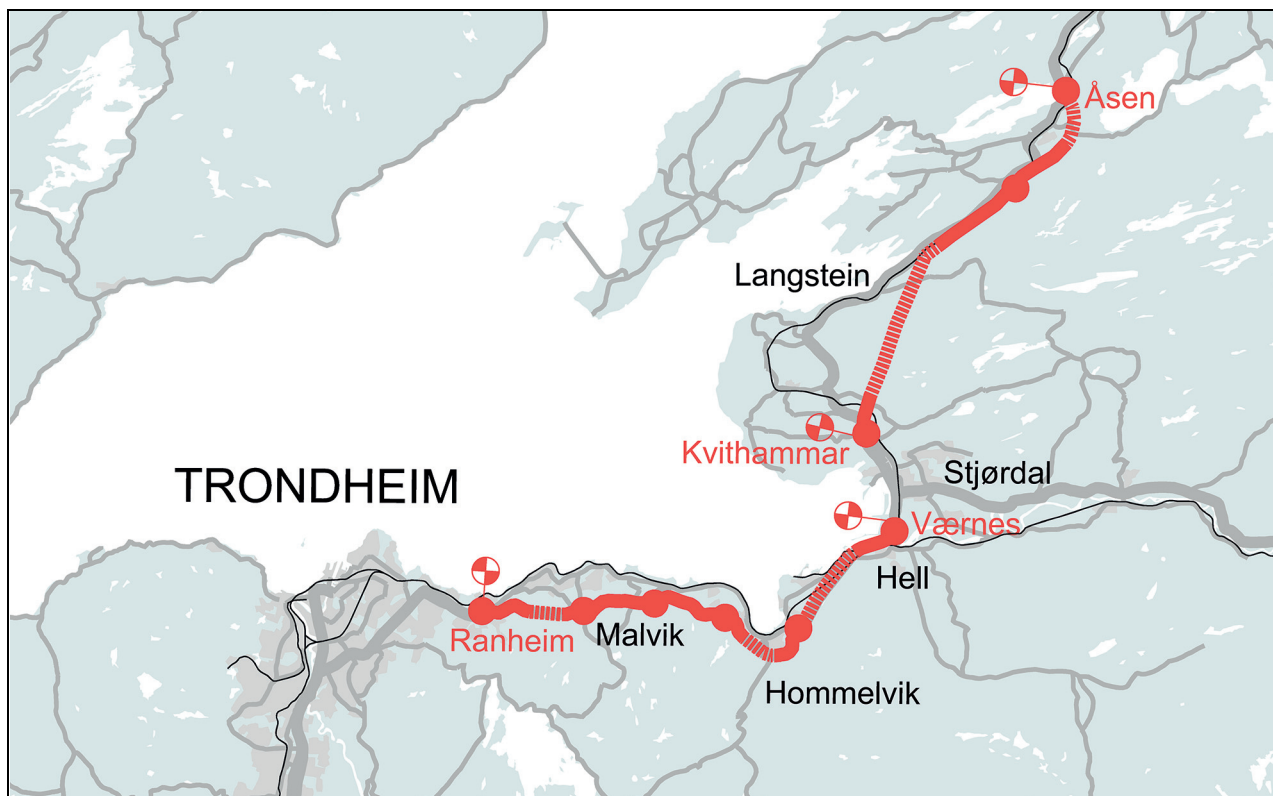 Åsen
Langstein
Kvithammar
Stjørdal
TRONDHEIM
Værnes
Hell
Ranheim
Malvik
Hommelvik